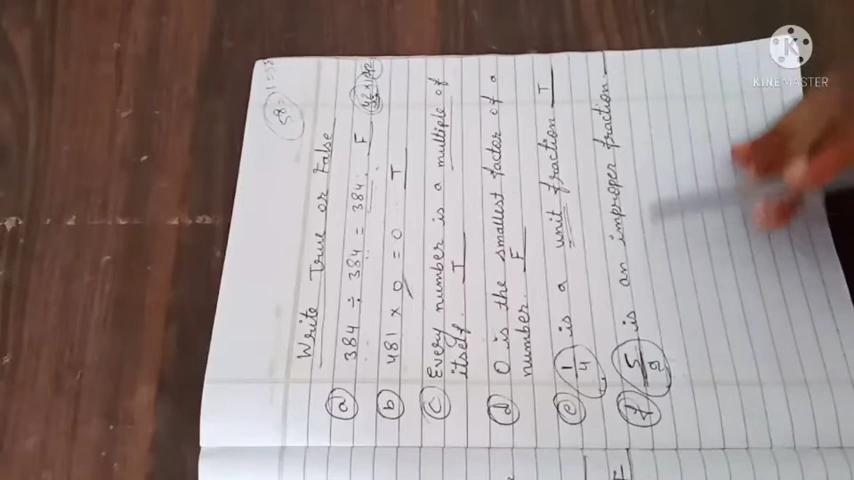 Write True or False
ⓐ 384 ÷ 384 = 384. F
ⓑ 481 x 0 = 0 T
ⓒ Every number is a multiple of
itself. T
ⓓ 0 is the smallest factor of a
number. F
ⓔ 1/4 is a unit fraction T
ⓕ 5/9 is an improper fraction.
KINEMASTER